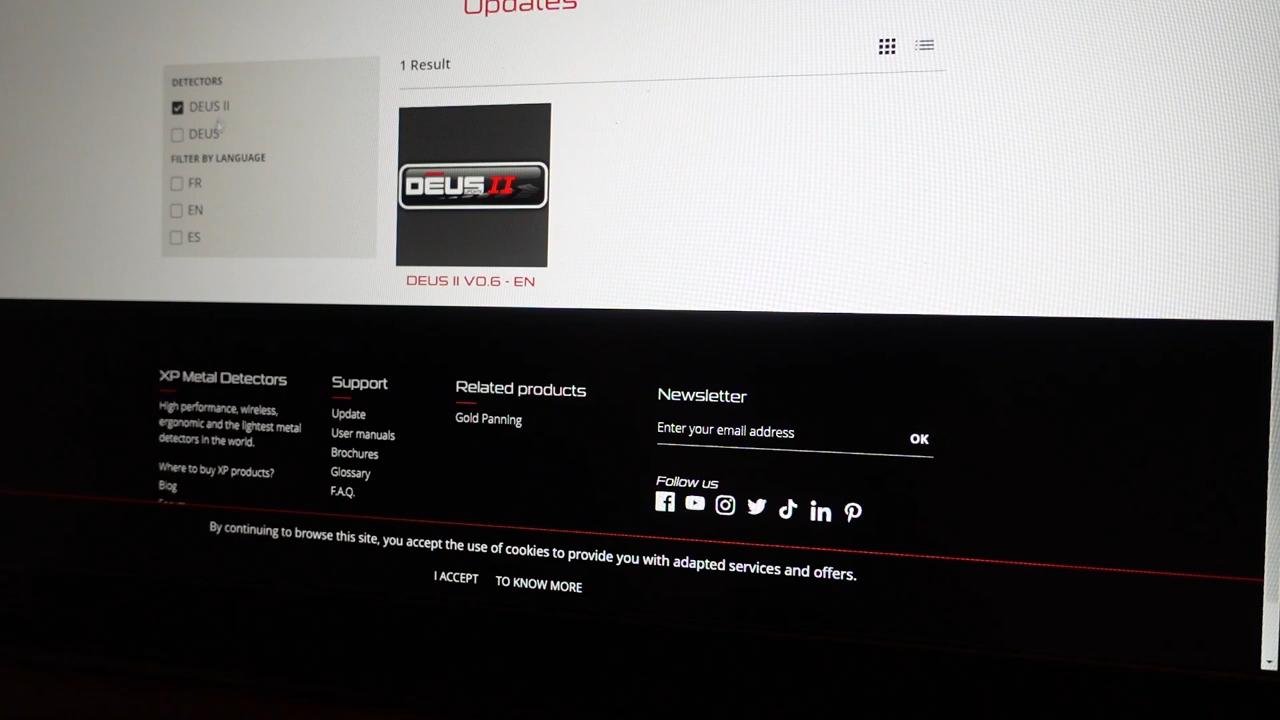 Updates
1 Result
DETECTORS
DEUS II
DEUS
FILTER BY LANGUAGE
FR
EN
ES
DEUS II
DEUS II V0.6 - EN
XP Metal Detectors
High performance, wireless,
ergonomic and the lightest metal
detectors in the world.
Where to buy XP products?
Blog
Support
Update
User manuals
Brochures
Glossary
F.A.Q.
Related products
Gold Panning
Newsletter
Enter your email address
OK
Follow us
By continuing to browse this site, you accept the use of cookies to provide you with adapted services and offers.
I ACCEPT TO KNOW MORE